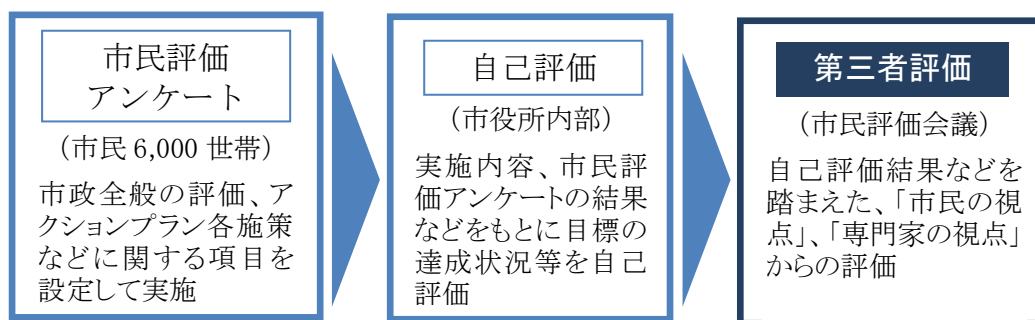 市民評価
アンケート
（市民 6,000 世帯）
市政全般の評価、ア
クションプラン各施策
などに関する項目を
設定して実施
自己評価
（市役所内部）
実施内容、市民評
価アンケートの結果
などをもとに目標の
達成状況等を自己
評価
第三者評価
（市民評価会議）
自己評価結果などを
踏まえた、「市民の視
点」、「専門家の視点」
からの評価